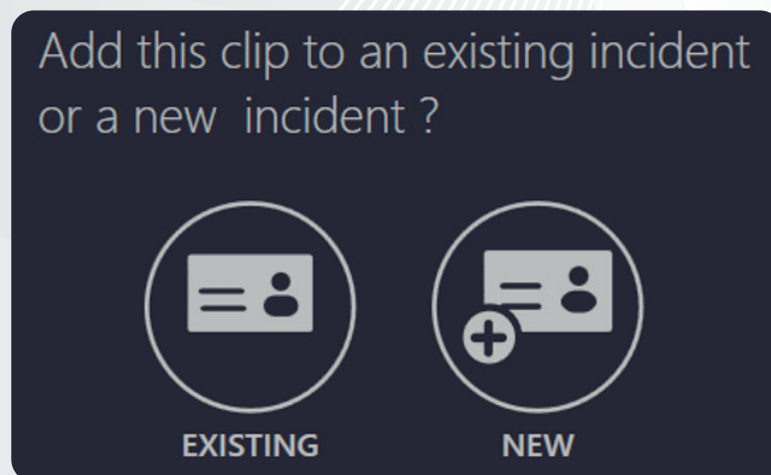 Add this clip to an existing incident
or a new  incident ?
EXISTING NEW